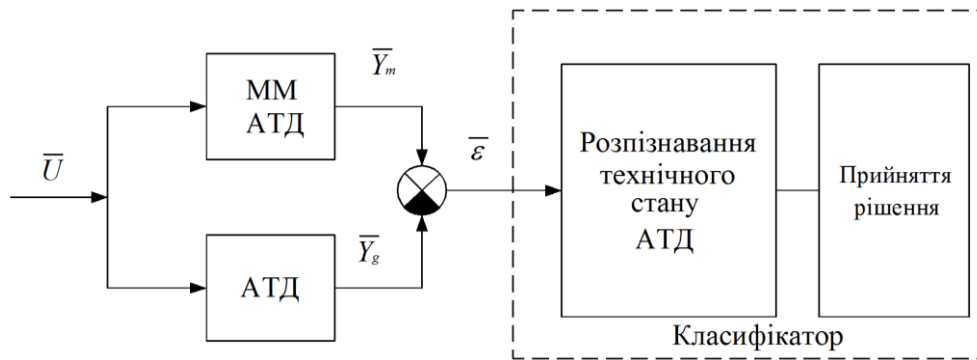 U̅
ММ
АТД
Y̅m
АТД
Y̅g
ε̅
Розпізнавання
технічного
стану
АТД
Прийняття
рішення
Класифікатор